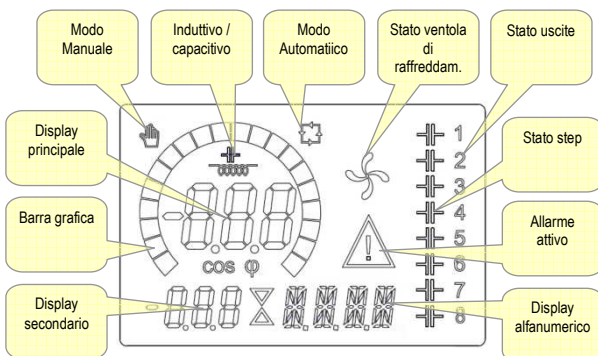 Modo
Manuale
Induttivo /
capacitivo
Modo
Automatiico
Stato ventola
di
raffreddam.
Stato uscite
Display
principale
Stato step
Barra grafica
Allarme
attivo
Display
secondario
Display
alfanumerico
1
2
3
4
5
6
7
8
cos φ